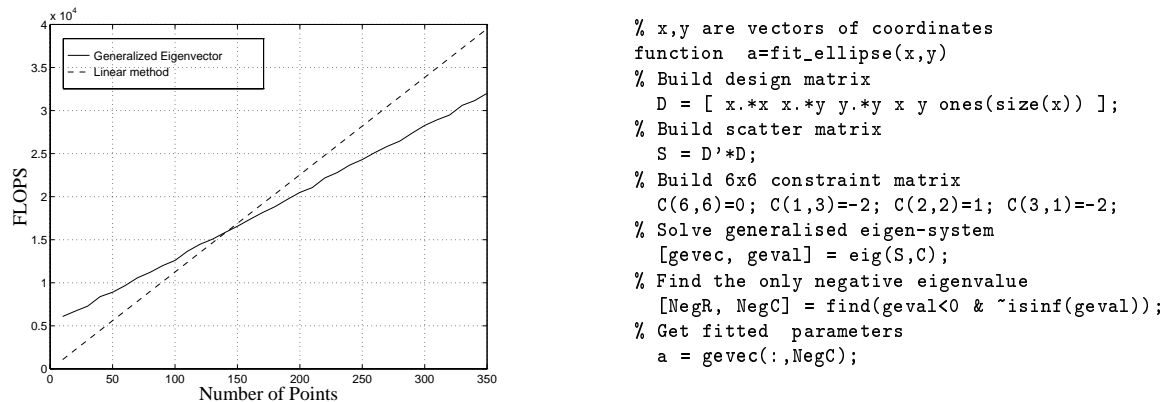 x 10^4
4
3.5
3
2.5
2
1.5
1
0.5
0
FLOPS
Generalized Eigenvector
Linear method
0 50 100 150 200 250 300 350
Number of Points
% x,y are vectors of coordinates
function a=fit_ellipse(x,y)
% Build design matrix
D = [ x.*x x.*y y.*y x y ones(size(x)) ];
% Build scatter matrix
S = D'*D;
% Build 6x6 constraint matrix
C(6,6)=0; C(1,3)=-2; C(2,2)=1; C(3,1)=-2;
% Solve generalised eigen-system
[gevec, geval] = eig(S,C);
% Find the only negative eigenvalue
[NegR, NegC] = find(geval<0 & ~isinf(geval));
% Get fitted parameters
a = gevec(:,NegC);